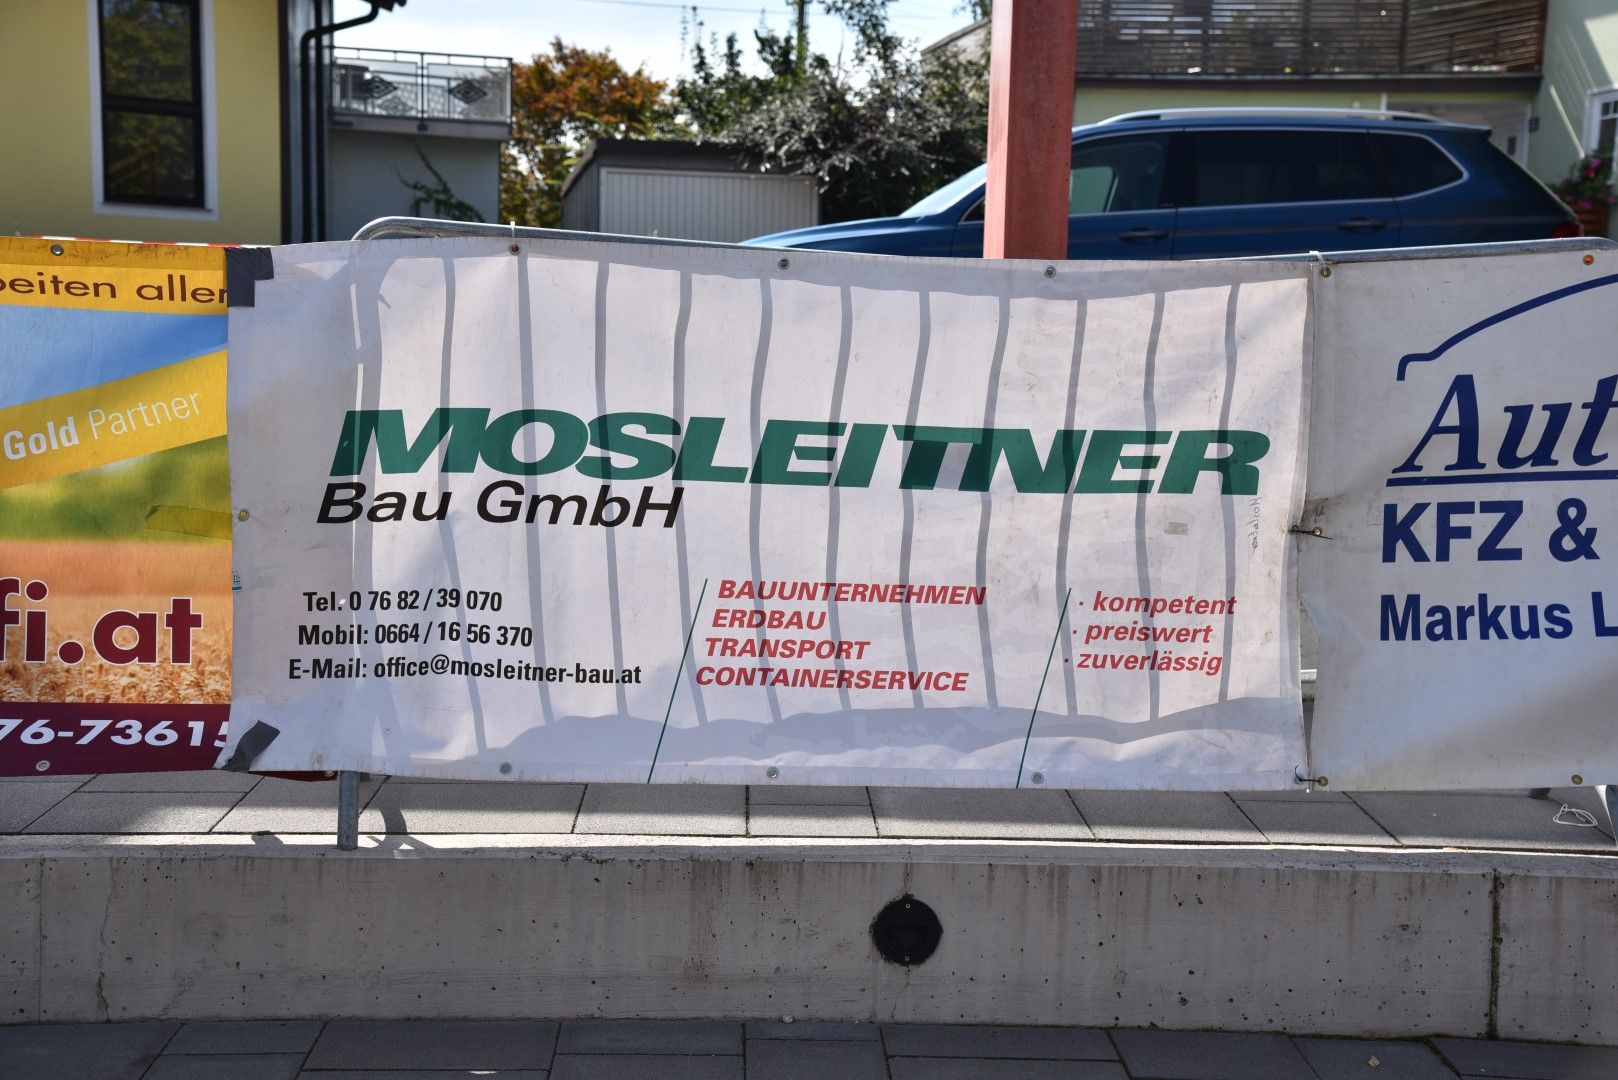 beiten aller
Gold Partner
fi.at
76-73615
MOSLEITNER
Bau GmbH
Tel. 0 76 82 / 39 070
Mobil: 0664 / 16 56 370
E-Mail: office@mosleitner-bau.at
BAUUNTERNEHMEN
ERDBAU
TRANSPORT
CONTAINERSERVICE
· kompetent
· preiswert
· zuverlässig
Aut
KFZ &
Markus L